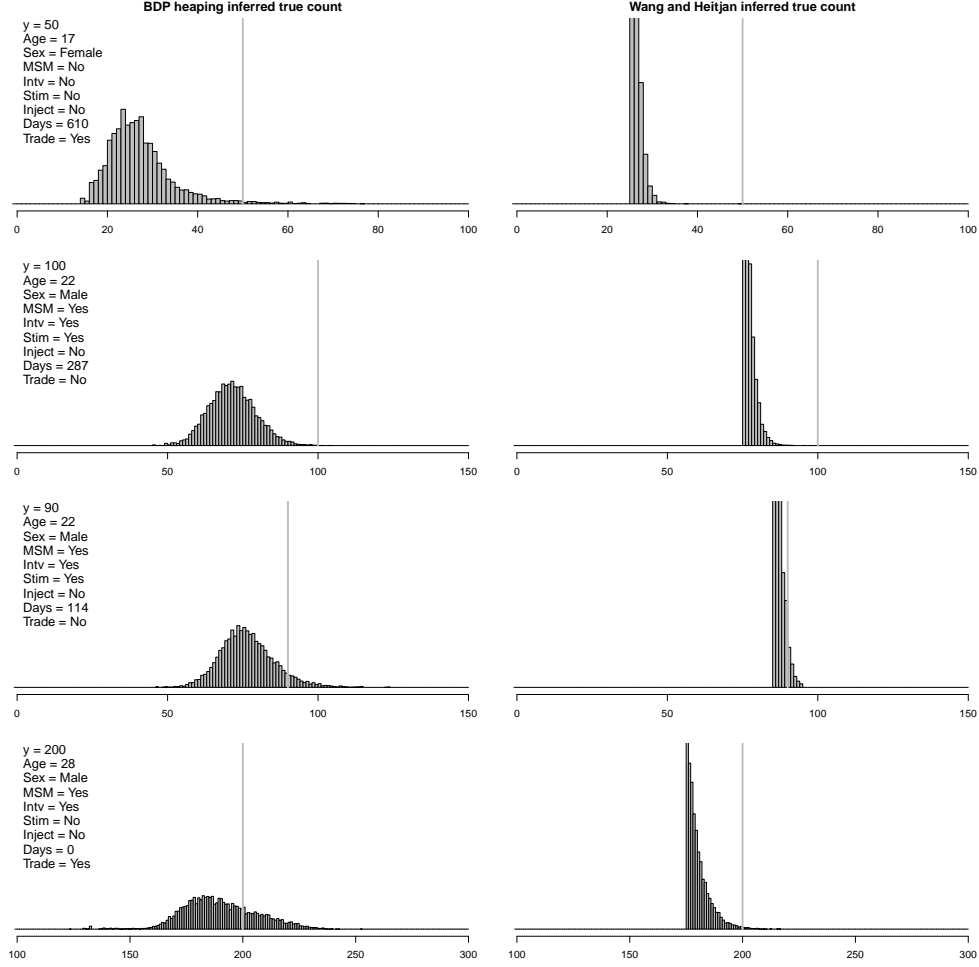 BDP heaping inferred true count
Wang and Heitjan inferred true count
y = 50
Age = 17
Sex = Female
MSM = No
Intv = No
Stim = No
Inject = No
Days = 610
Trade = Yes
0 20 40 60 80 100
0 20 40 60 80 100
y = 100
Age = 22
Sex = Male
MSM = Yes
Intv = Yes
Stim = Yes
Inject = No
Days = 287
Trade = No
0 50 100 150
0 50 100 150
y = 90
Age = 22
Sex = Male
MSM = Yes
Intv = Yes
Stim = Yes
Inject = No
Days = 114
Trade = No
0 50 100 150
0 50 100 150
y = 200
Age = 28
Sex = Male
MSM = Yes
Intv = Yes
Stim = No
Inject = No
Days = 0
Trade = Yes
100 150 200 250 300
100 150 200 250 300